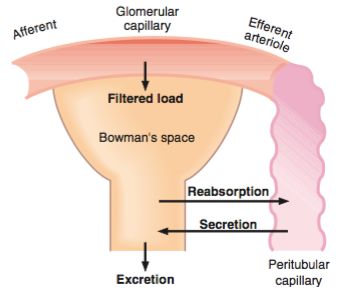 Afferent
Glomerular
capillary
Efferent
arteriole
Filtered load
Bowman's space
Reabsorption
Secretion
Excretion
Peritubular
capillary